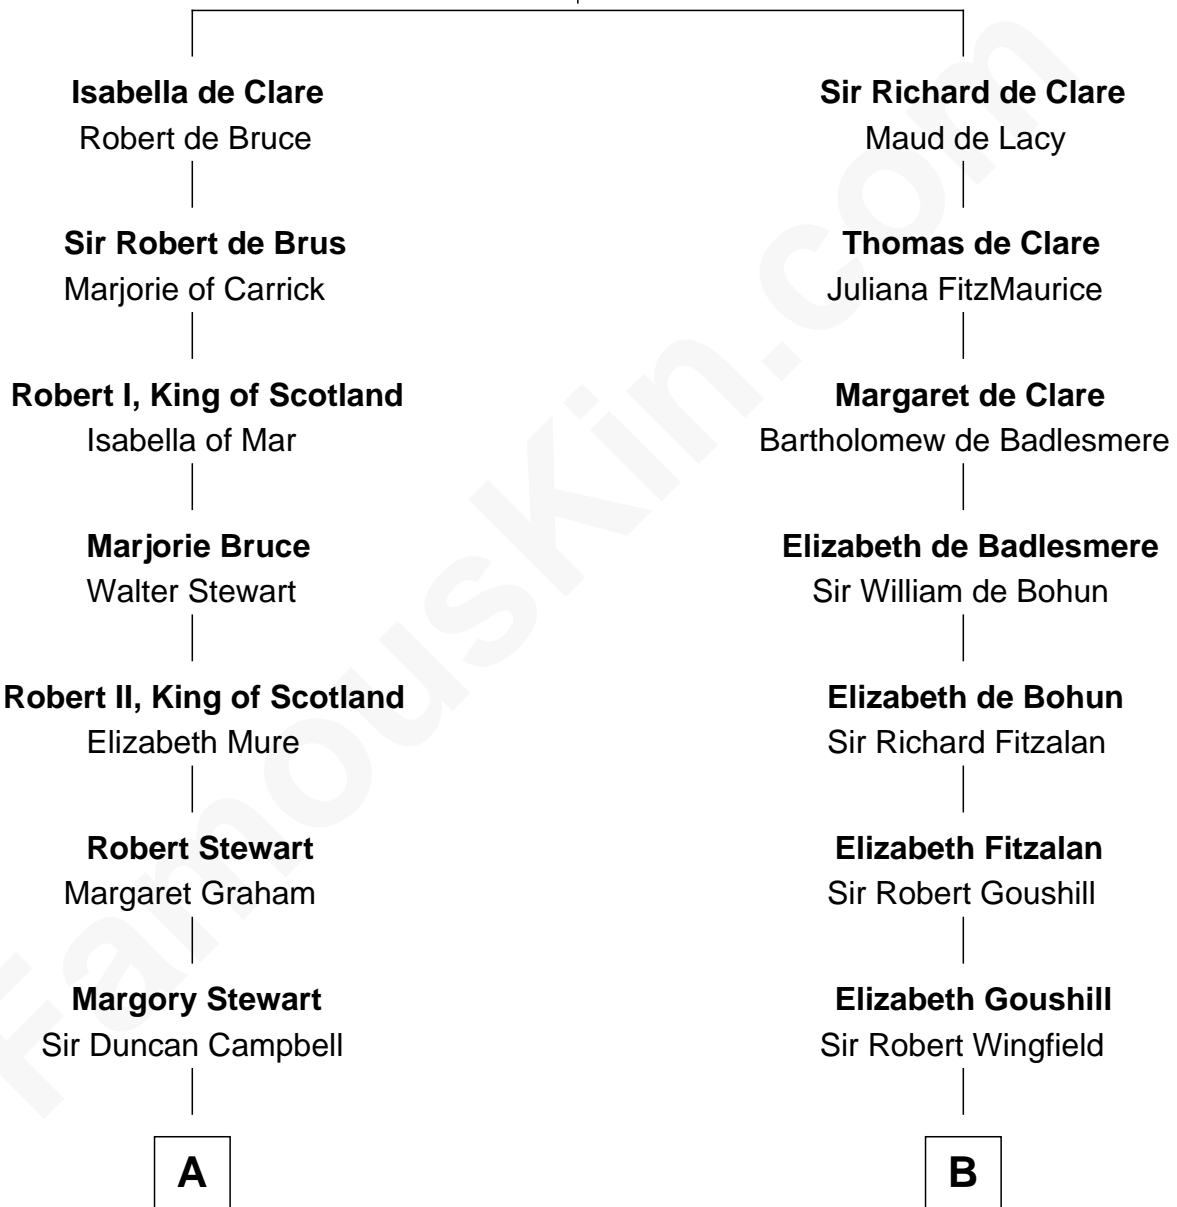 Isabella de Clare
Robert de Bruce
Sir Robert de Brus
Marjorie of Carrick
Robert I, King of Scotland
Isabella of Mar
Marjorie Bruce
Walter Stewart
Robert II, King of Scotland
Elizabeth Mure
Robert Stewart
Margaret Graham
Margory Stewart
Sir Duncan Campbell
A
Sir Richard de Clare
Maud de Lacy
Thomas de Clare
Juliana FitzMaurice
Margaret de Clare
Bartholomew de Badlesmere
Elizabeth de Badlesmere
Sir William de Bohun
Elizabeth de Bohun
Sir Richard Fitzalan
Elizabeth Fitzalan
Sir Robert Goushill
Elizabeth Goushill
Sir Robert Wingfield
B
FamousKin.com